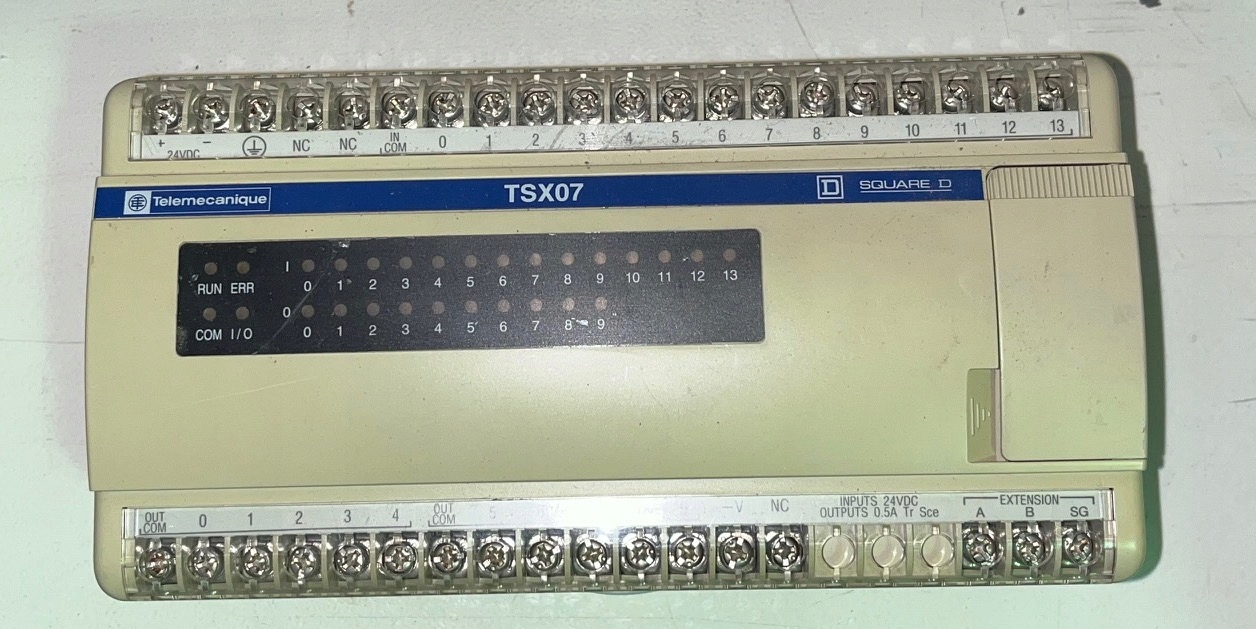 + 24VDC − NC NC IN COM 0 1 2 3 4 5 6 7 8 9 10 11 12 13
Telemecanique TSX07 D SQUARE D
I
RUN ERR 0 1 2 3 4 5 6 7 8 9 10 11 12 13
0
COM I/O 0 1 2 3 4 5 6 7 8 9
OUT COM 0 1 2 3 4 OUT COM 5 −V NC
INPUTS 24VDC
OUTPUTS 0.5A Tr Sce
EXTENSION
A B SG